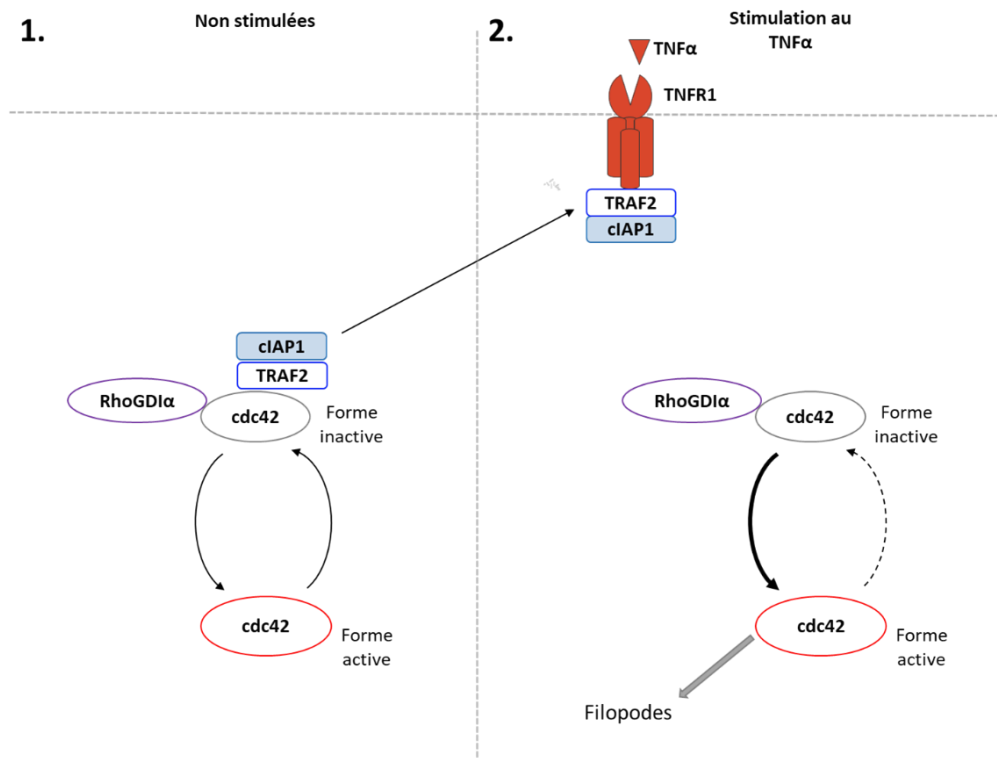 1.
Non stimulées
cIAP1
TRAF2
RhoGDIα
cdc42
Forme
inactive
cdc42
Forme
active
2.
Stimulation au
TNFα
TNFα
TNFR1
TRAF2
cIAP1
RhoGDIα
cdc42
Forme
inactive
cdc42
Forme
active
Filopodes